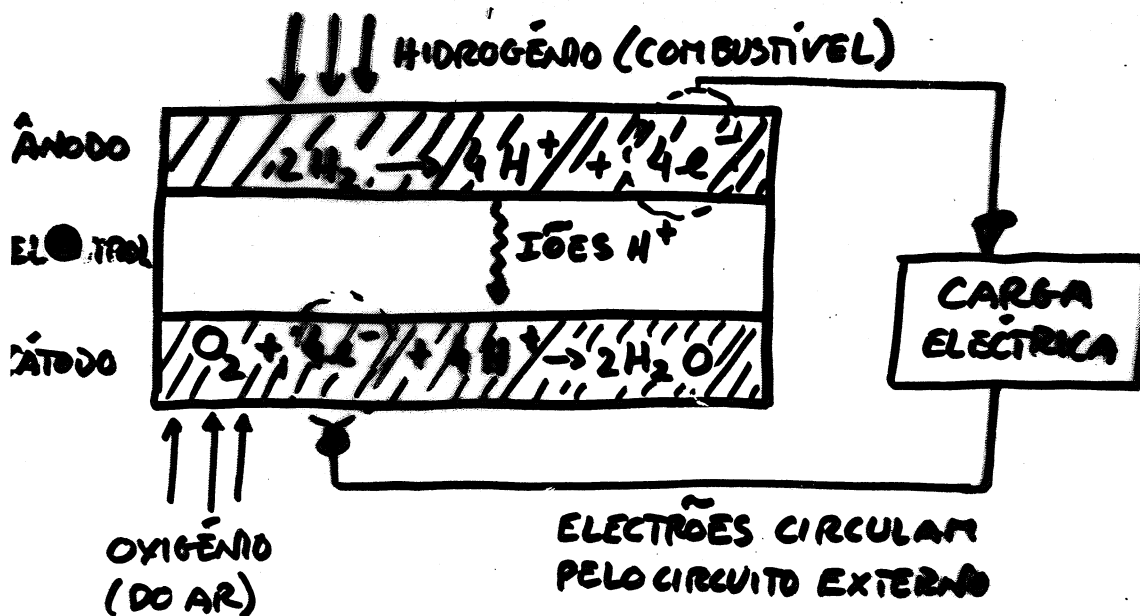 HIDROGÉNIO (COMBUSTÍVEL)
ÂNODO
2H₂ → 4H⁺ + 4e⁻
IÕES H⁺
CARGA
ELÉCTRICA
CÁTODO
O₂ + 4e⁻ + 4H⁺ → 2H₂O
OXIGÉNIO
(DO AR)
ELECTRÕES CIRCULAM
PELO CIRCUITO EXTERNO